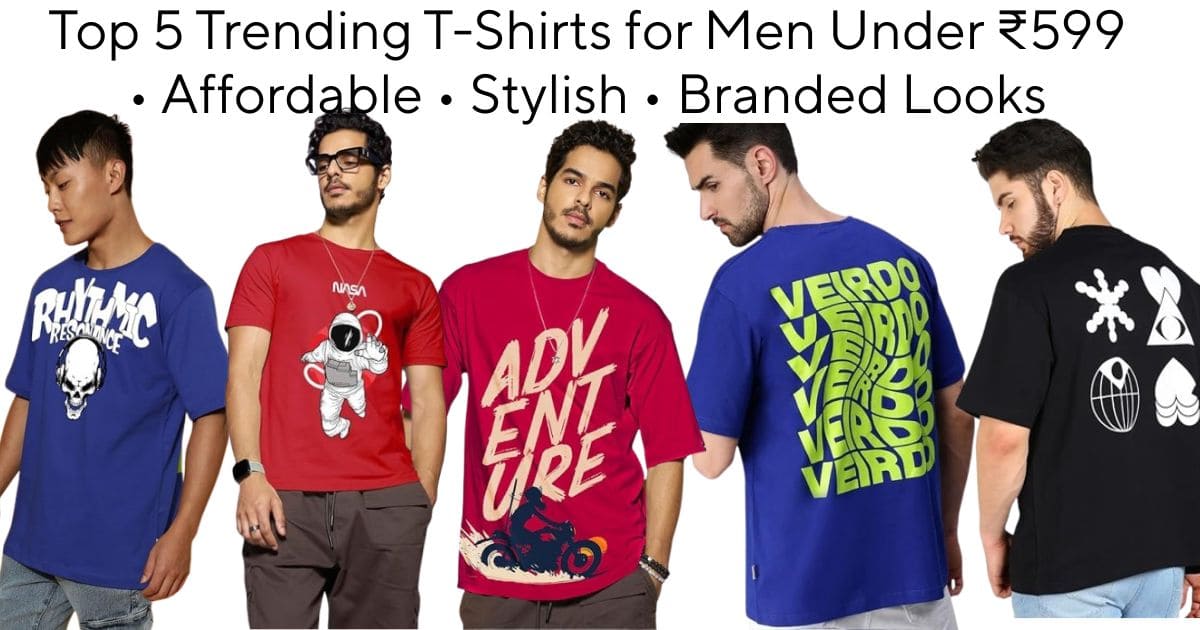 Top 5 Trending T-Shirts for Men Under ₹599
• Affordable • Stylish • Branded Looks
RHYTHMIC
RESONANCE
NASA
ADV
ENT
URE
VEIRDO
VEIRDO
VEIRDO
VEIRDO
VEIRDO
VEIRDO